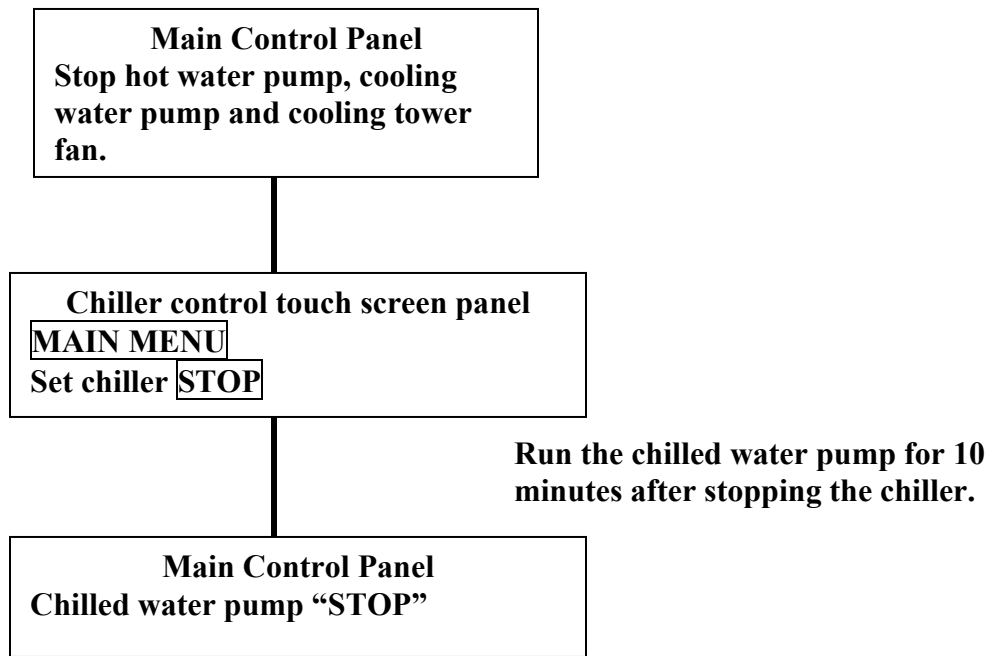 Main Control Panel
Stop hot water pump, cooling
water pump and cooling tower
fan.
Chiller control touch screen panel
MAIN MENU
Set chiller STOP
Run the chilled water pump for 10
minutes after stopping the chiller.
Main Control Panel
Chilled water pump “STOP”